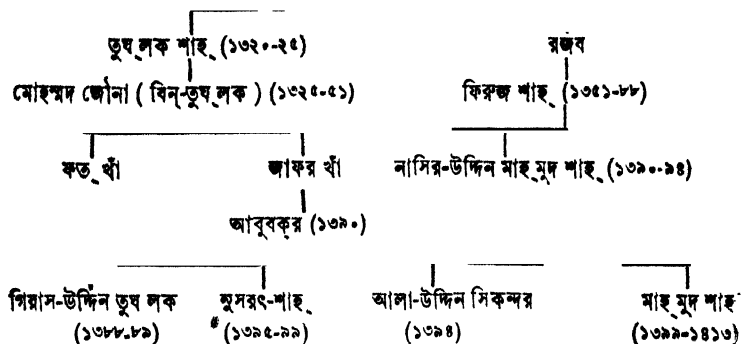 তুঘ্‌লক শাহ্ (১৩২০-২৫) রজব
মোহম্মদ জৌনা ( বিন্-তুঘ্‌লক ) (১৩২৫-৫১) ফিরুজ শাহ্ (১৩৫১-৮৮)
ফত্ খাঁ জাফর খাঁ নাসির-উদ্দিন মাহ্‌মুদ শাহ্ (১৩৯০-৯৪)
আবুবক্‌র (১৩৯০)
গিয়াস-উদ্দিন তুঘ্‌লক নুসরৎ-শাহ্ আলা-উদ্দিন সিকন্দর মাহ্‌মুদ শাহ্
(১৩৮৮-৮৯) (১৩৯৫-৯৯) (১৩৯৪) (১৩৯৯-১৪১৩)